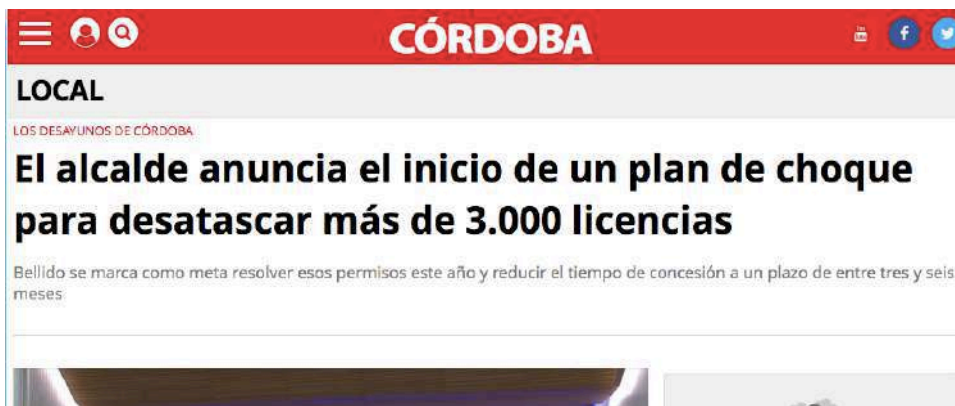 CÓRDOBA
LOCAL
LOS DESAYUNOS DE CÓRDOBA
El alcalde anuncia el inicio de un plan de choque
para desatascar más de 3.000 licencias
Bellido se marca como meta resolver esos permisos este año y reducir el tiempo de concesión a un plazo de entre tres y seis
meses